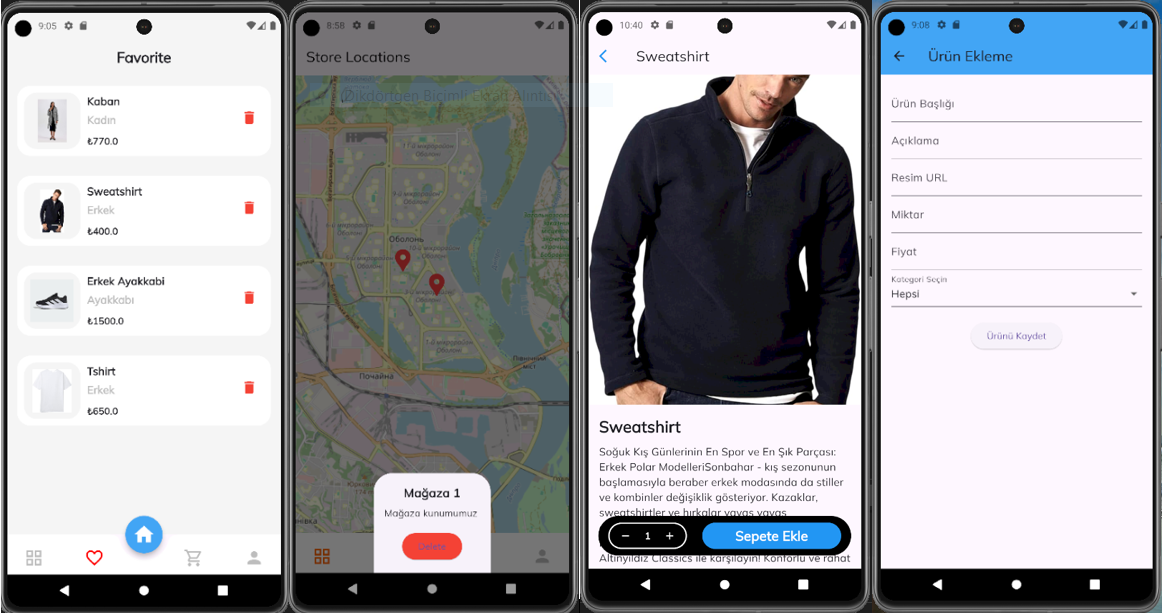 9:05
Favorite
Kaban
Kadın
₺770.0
Sweatshirt
Erkek
₺400.0
Erkek Ayakkabi
Ayakkabı
₺1500.0
Tshirt
Erkek
₺650.0
8:58
Store Locations
Dikdörtgen Biçimli Ekran Alıntısı
Оболонь
Почайна
Mağaza 1
Mağaza kunumumuz
Delete
10:40
Sweatshirt
Sweatshirt
Soğuk Kış Günlerinin En Spor ve En Şık Parçası:
Erkek Polar ModelleriSonbahar - kış sezonunun
başlamasıyla beraber erkek modasında da stiller
ve kombinler değişiklik gösteriyor. Kazaklar,
sweatshirtler ve hırkalar yavaş yavaş
1
Sepete Ekle
Altınyıldız Classics ile karşılayın! Konforlu ve rahat
9:08
Ürün Ekleme
Ürün Başlığı
Açıklama
Resim URL
Miktar
Fiyat
Kategori Seçin
Hepsi
Ürünü Kaydet